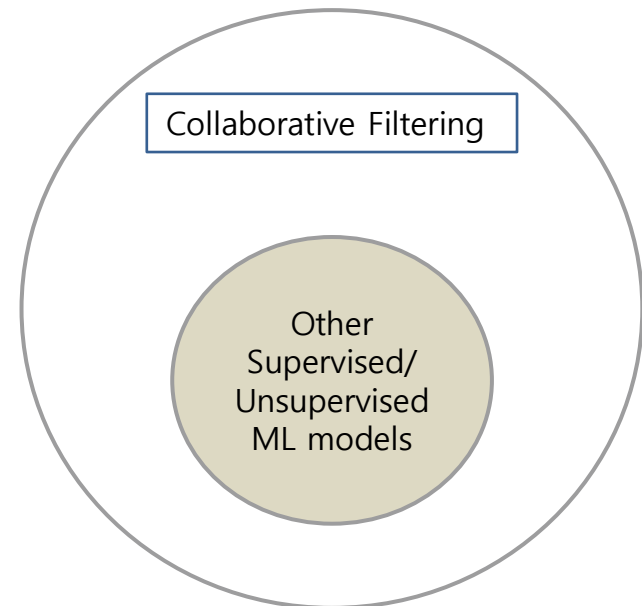 Collaborative Filtering
Other
Supervised/
Unsupervised
ML models